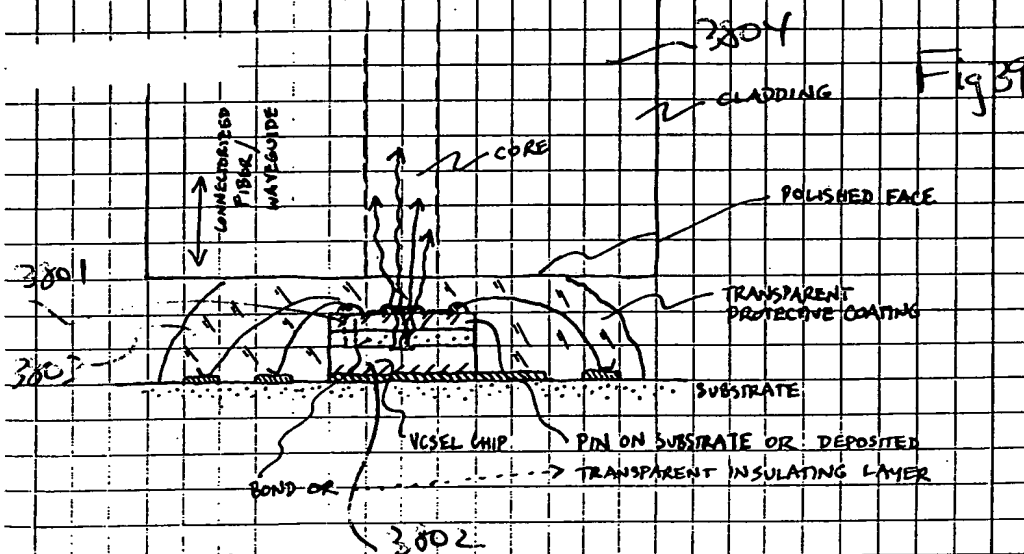 3804
Fig 39
CLADDING
CONNECTORIZED
FIBER/
WAVEGUIDE
CORE
POLISHED FACE
3801
TRANSPARENT
PROTECTIVE COATING
3802
SUBSTRATE
VCSEL CHIP
PIN ON SUBSTRATE OR DEPOSITED
BOND OR
TRANSPARENT INSULATING LAYER
3802